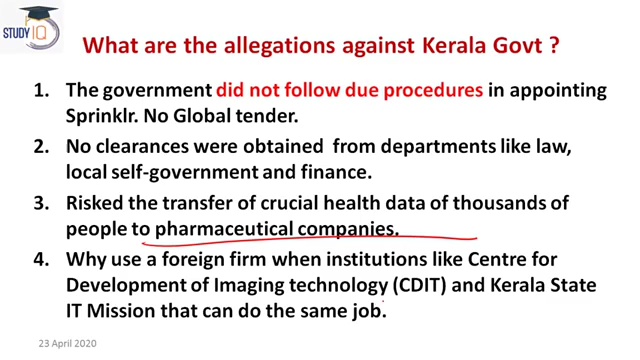 STUDY IQ
What are the allegations against Kerala Govt ?
1. The government did not follow due procedures in appointing
Sprinklr. No Global tender.
2. No clearances were obtained from departments like law,
local self-government and finance.
3. Risked the transfer of crucial health data of thousands of
people to pharmaceutical companies.
4. Why use a foreign firm when institutions like Centre for
Development of Imaging technology (CDIT) and Kerala State
IT Mission that can do the same job.
23 April 2020